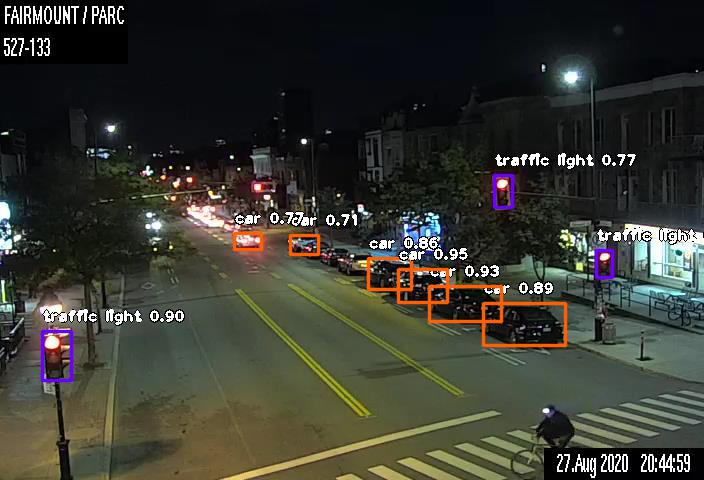 FAIRMOUNT / PARC
527-133
traffic light 0.77
car 0.77
car 0.71
traffic light
car 0.86
car 0.95
car 0.93
car 0.89
traffic light 0.90
27.Aug 2020 20:44:59